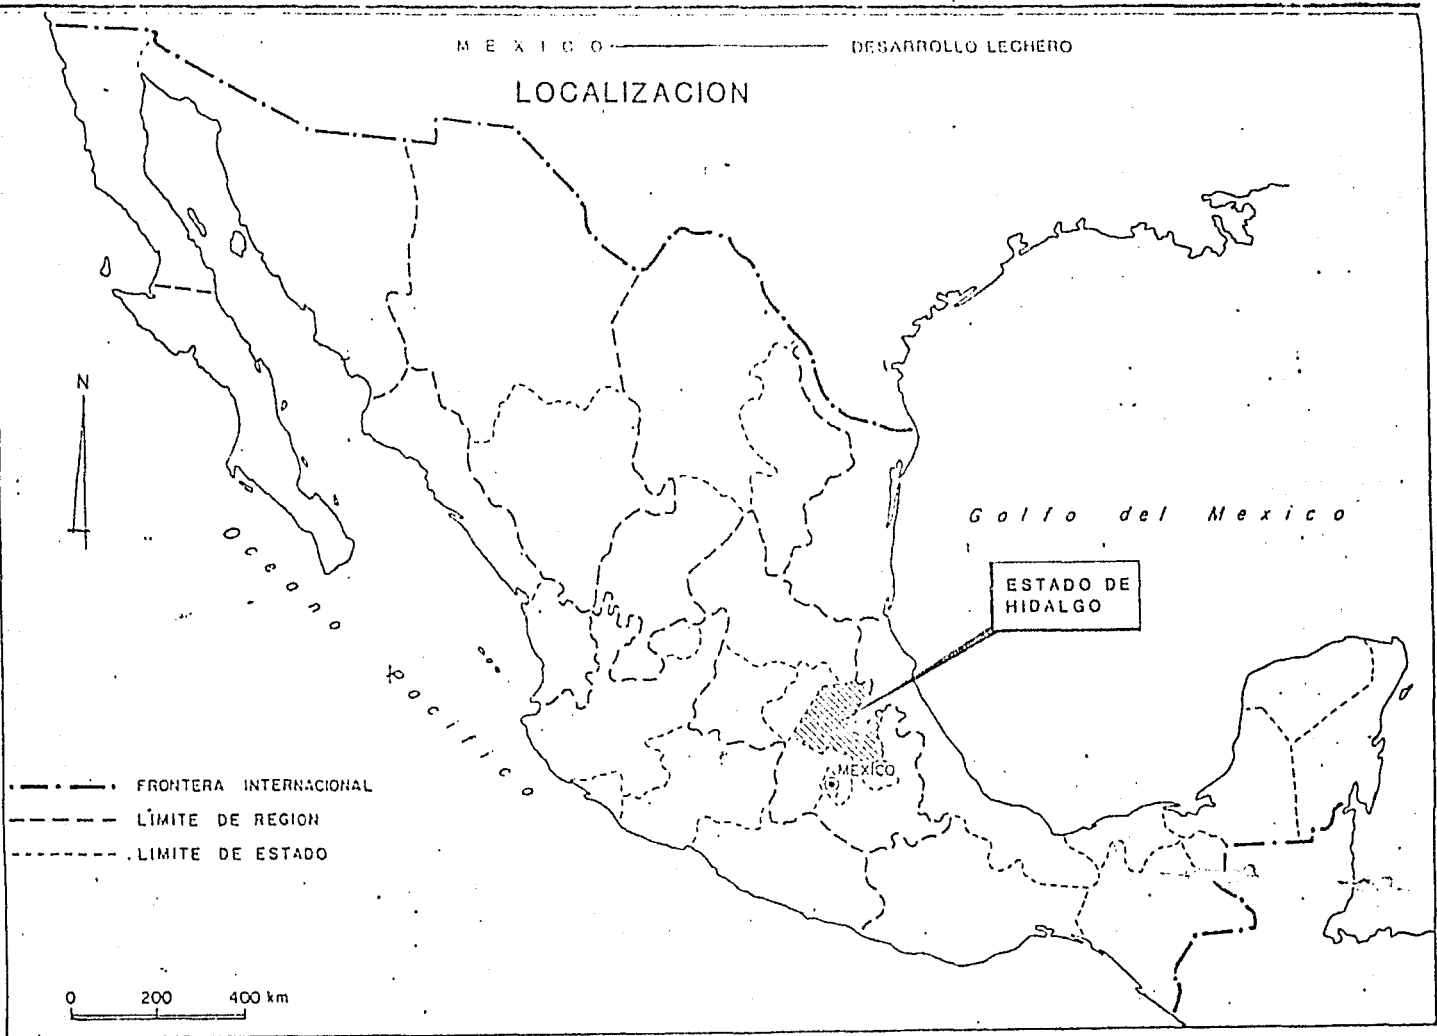 MEXICO DESARROLLO LECHERO
LOCALIZACION
N
Golfo del Mexico
Oceano Pacifico
ESTADO DE
HIDALGO
MEXICO
FRONTERA INTERNACIONAL
LIMITE DE REGION
LIMITE DE ESTADO
0 200 400 km